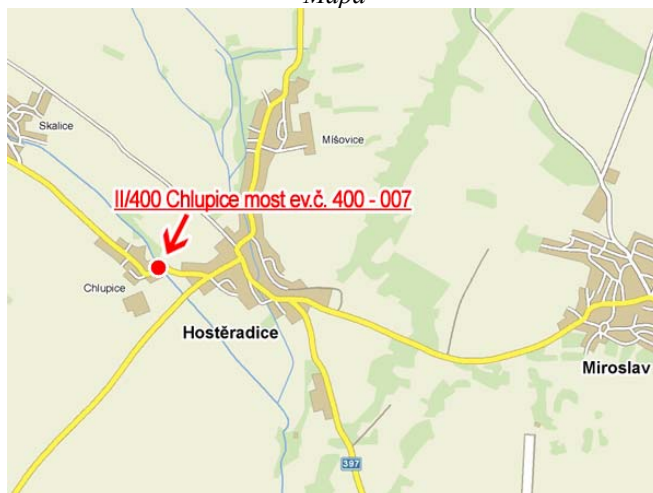 Mapa
Skalice
Míšovice
II/400 Chlupice most ev.č. 400 - 007
Chlupice
Hostěradice
Miroslav
397